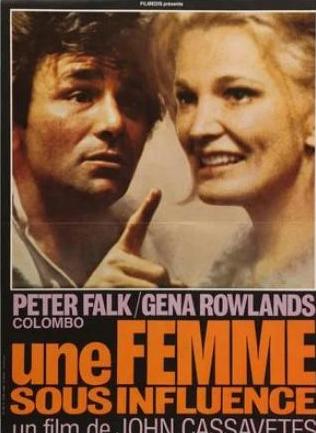 FILMEDIS présente
PETER FALK/GENA ROWLANDS
COLOMBO
une FEMME
SOUS INFLUENCE
un film de JOHN CASSAVETES